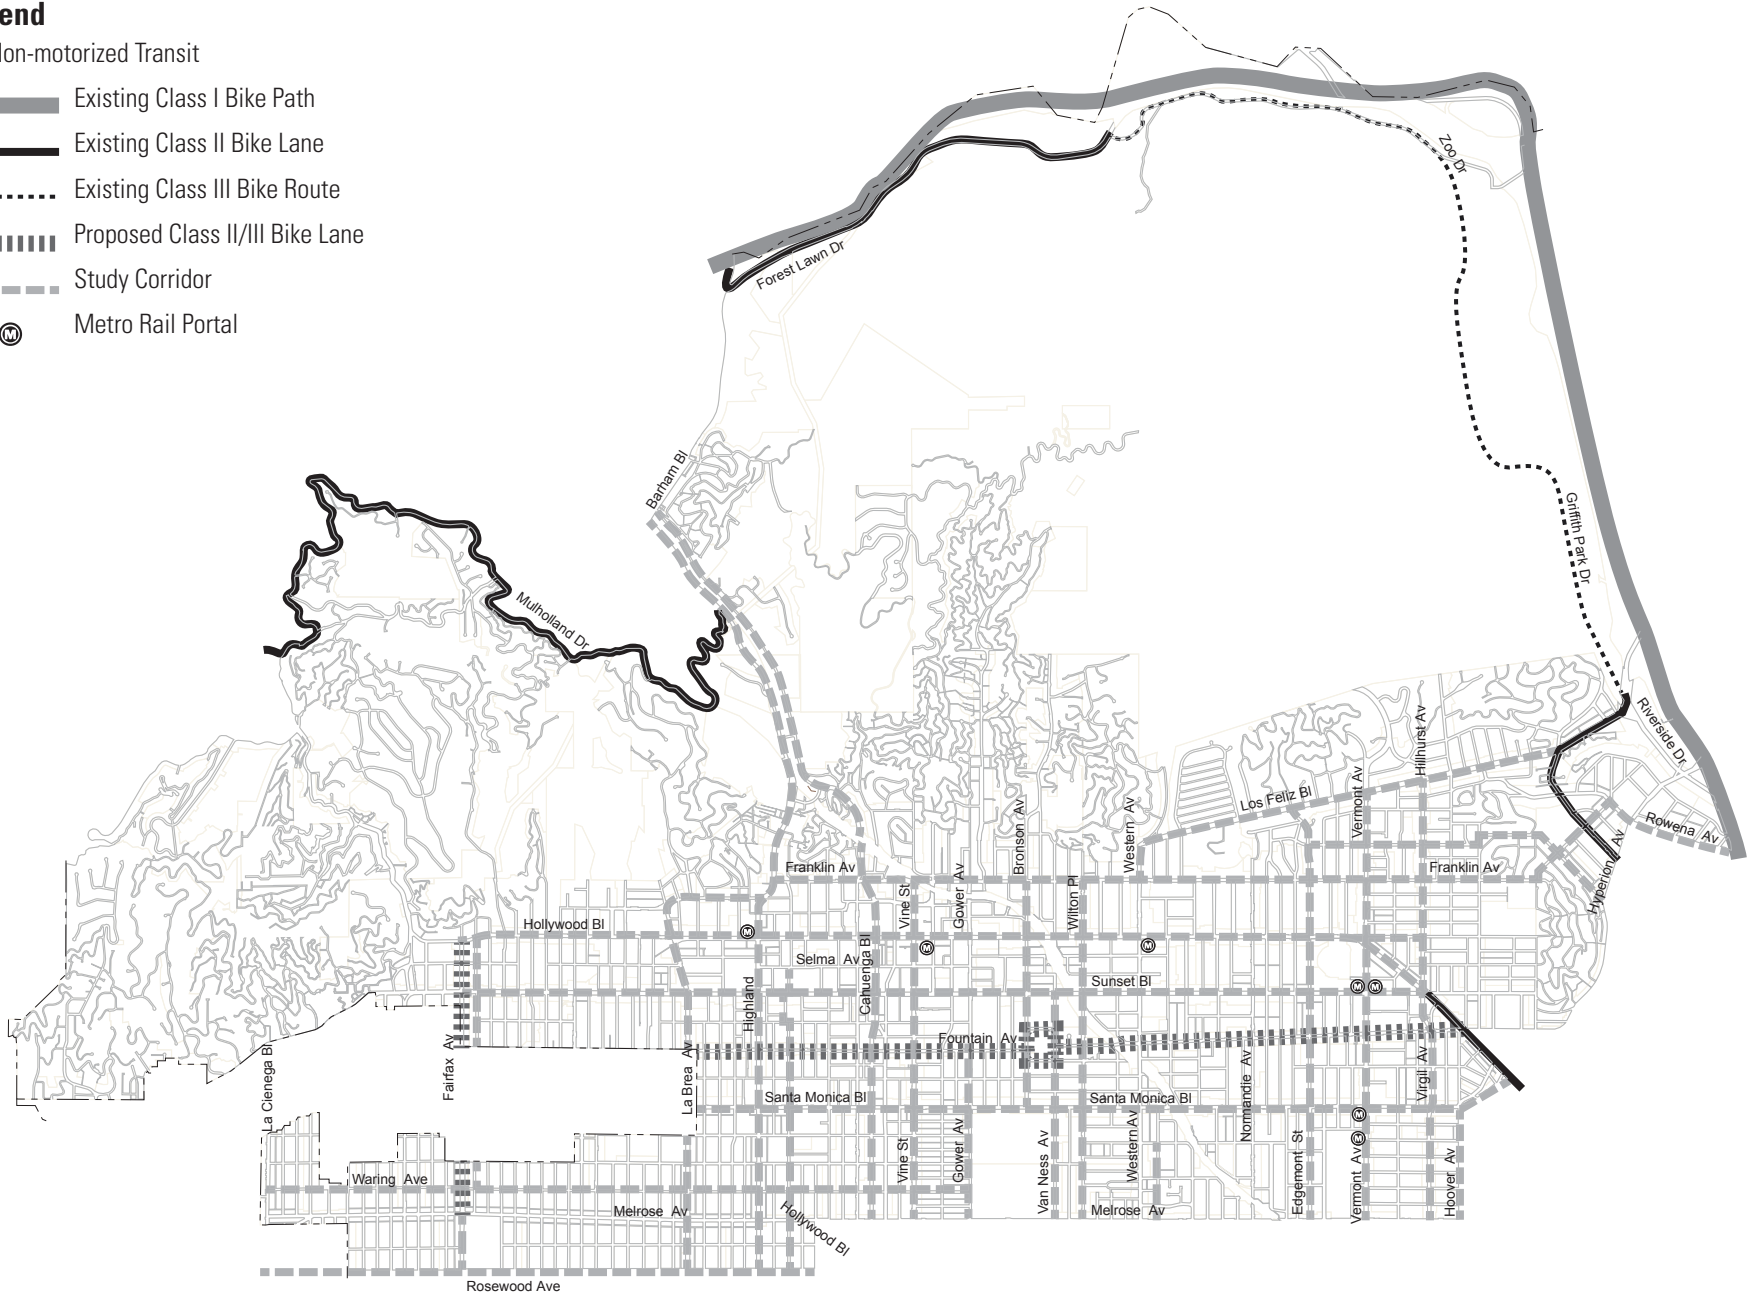 end
Non-motorized Transit
Existing Class I Bike Path
Existing Class II Bike Lane
Existing Class III Bike Route
Proposed Class II/III Bike Lane
Study Corridor
M Metro Rail Portal
Zoo Dr
Forest Lawn Dr
Barham Bl
Griffith Park Dr
Mulholland Dr
Riverside Dr
Hillhurst Av
Vermont Av
Los Feliz Bl
Bronson Av
Western Av
Rowena Av
Franklin Av
Franklin Av
Hyperion Av
Vine St
Gower Av
Wilton Pl
Hollywood Bl
M
M
M
Selma Av
Cahuenga Bl
Sunset Bl
M M
Highland
Fountain Av
Fairfax Av
La Cienega Bl
La Brea Av
Normandie Av
Virgil Av
Santa Monica Bl
Santa Monica Bl
M
M
Vine St
Gower Av
Van Ness Av
Western Av
Edgemont St
Vermont Av
Hoover Av
Waring Ave
Melrose Av
Melrose Av
Hollywood Bl
Rosewood Ave